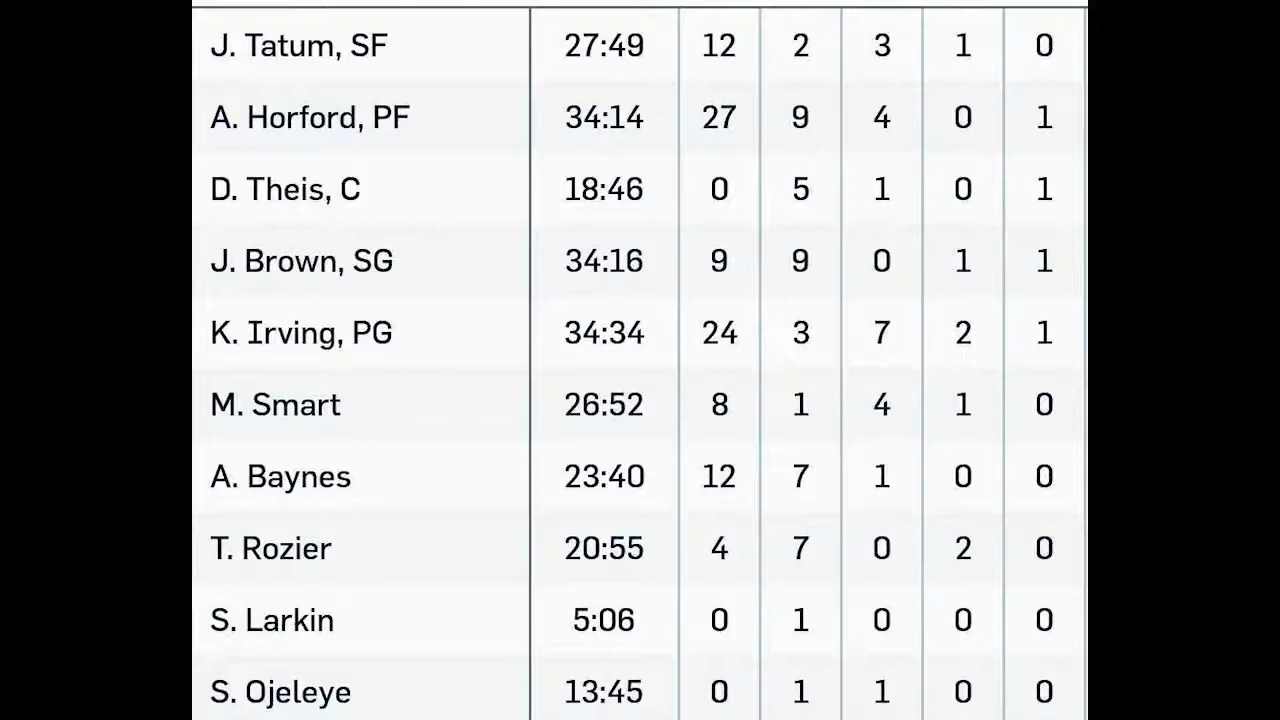 J. Tatum, SF 27:49 12 2 3 1 0
A. Horford, PF 34:14 27 9 4 0 1
D. Theis, C 18:46 0 5 1 0 1
J. Brown, SG 34:16 9 9 0 1 1
K. Irving, PG 34:34 24 3 7 2 1
M. Smart 26:52 8 1 4 1 0
A. Baynes 23:40 12 7 1 0 0
T. Rozier 20:55 4 7 0 2 0
S. Larkin 5:06 0 1 0 0 0
S. Ojeleye 13:45 0 1 1 0 0